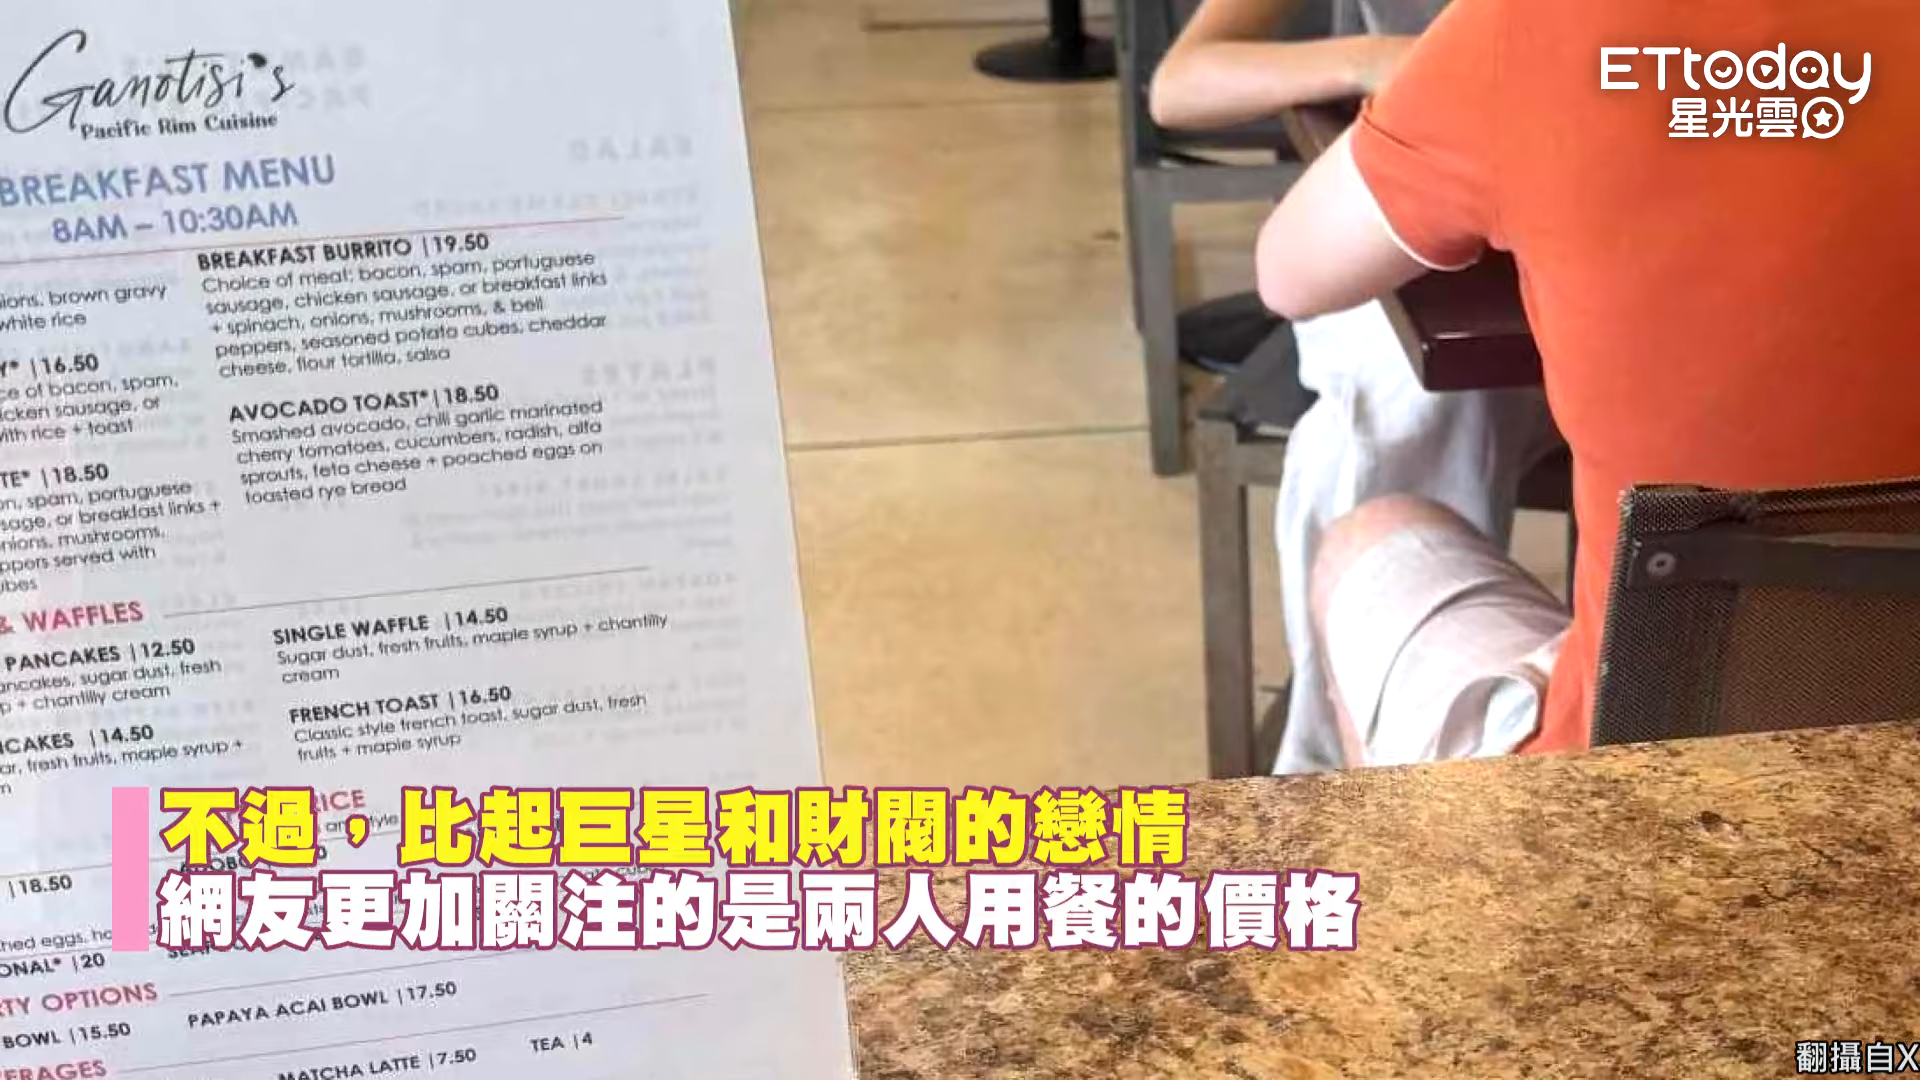 Ganotisi's
Pacific Rim Cuisine
BREAKFAST MENU
8AM – 10:30AM
ions, brown gravy
white rice
Y* | 16.50
ce of bacon, spam,
icken sausage, or
with rice + toast
TE* | 18.50
on, spam, portuguese
sage, or breakfast links +
nions, mushrooms,
ppers served with
ubes
BREAKFAST BURRITO | 19.50
Choice of meat: bacon, spam, portuguese
sausage, chicken sausage, or breakfast links
+ spinach, onions, mushrooms, & bell
peppers, seasoned potato cubes, cheddar
cheese, flour tortilla, salsa
AVOCADO TOAST* | 18.50
Smashed avocado, chili garlic marinated
cherry tomatoes, cucumbers, radish, alfa
sprouts, feta cheese + poached eggs on
toasted rye bread
& WAFFLES
PANCAKES | 12.50
ancakes, sugar dust, fresh
p + chantilly cream
CAKES | 14.50
ar, fresh fruits, maple syrup +
SINGLE WAFFLE | 14.50
Sugar dust, fresh fruits, maple syrup + chantilly
cream
FRENCH TOAST | 16.50
Classic style french toast, sugar dust, fresh
fruits + maple syrup
RICE
| 18.50
hed eggs,
ONAL* | 20
RTY OPTIONS
BOWL | 15.50
PAPAYA ACAI BOWL | 17.50
ERAGES
MATCHA LATTE | 7.50
TEA | 4
ETtoday
星光雲
不過，比起巨星和財閥的戀情
網友更加關注的是兩人用餐的價格
翻攝自X